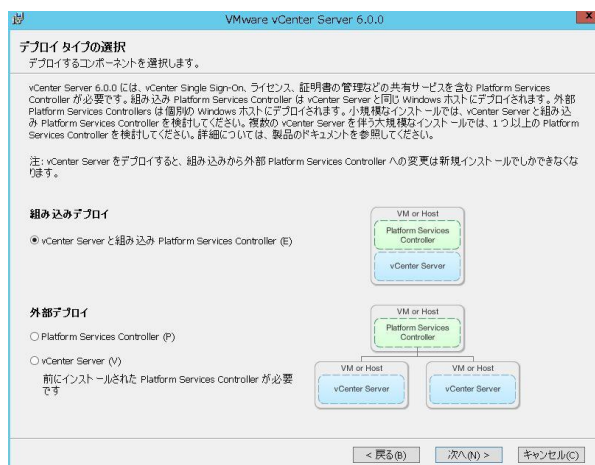 VMware vCenter Server 6.0.0
デプロイ タイプの選択
デプロイするコンポーネントを選択します。
vCenter Server 6.0.0 には、vCenter Single Sign-On、ライセンス、証明書の管理などの共有サービスを含む Platform Services
Controller が必要です。組み込み Platform Services Controller は vCenter Server と同じ Windows ホストにデプロイされます。外部
Platform Services Controllers は個別の Windows ホストにデプロイされます。小規模なインストールでは、vCenter Server と組み込
み Platform Services Controller を検討してください。複数の vCenter Server を伴う大規模なインストールでは、1 つ以上の Platform
Services Controller を検討してください。詳細については、製品のドキュメントを参照してください。
注: vCenter Server をデプロイすると、組み込みから外部 Platform Services Controller への変更は新規インストールでしかできなくな
ります。
組み込みデプロイ
vCenter Server と組み込み Platform Services Controller (E)
VM or Host
Platform Services
Controller
vCenter Server
外部デプロイ
Platform Services Controller (P)
vCenter Server (V)
前にインストールされた Platform Services Controller が必要
です
VM or Host
Platform Services
Controller
VM or Host
vCenter Server
VM or Host
vCenter Server
< 戻る(B)
次へ(N) >
キャンセル(C)